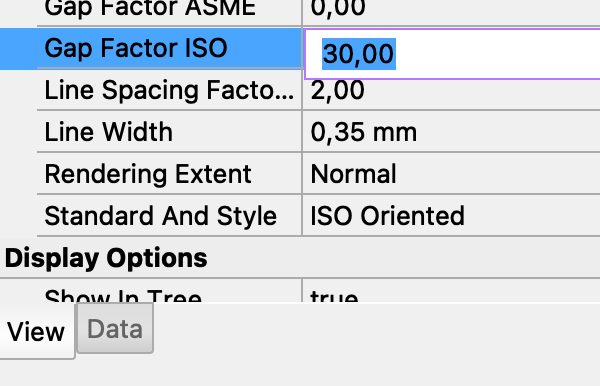 Gap Factor ASME 0,00
Gap Factor ISO 30,00
Line Spacing Facto... 2,00
Line Width 0,35 mm
Rendering Extent Normal
Standard And Style ISO Oriented
Display Options
Show In Tree true
View Data